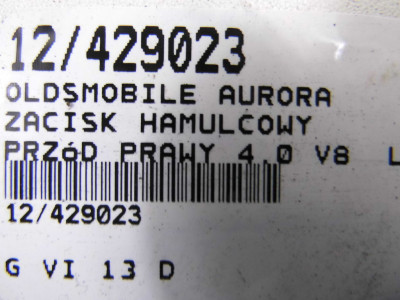 12/429023
OLDSMOBILE AURORA
ZACISK HAMULCOWY
PRZóD PRAWY 4.0 V8 L
12/429023
G VI 13 D